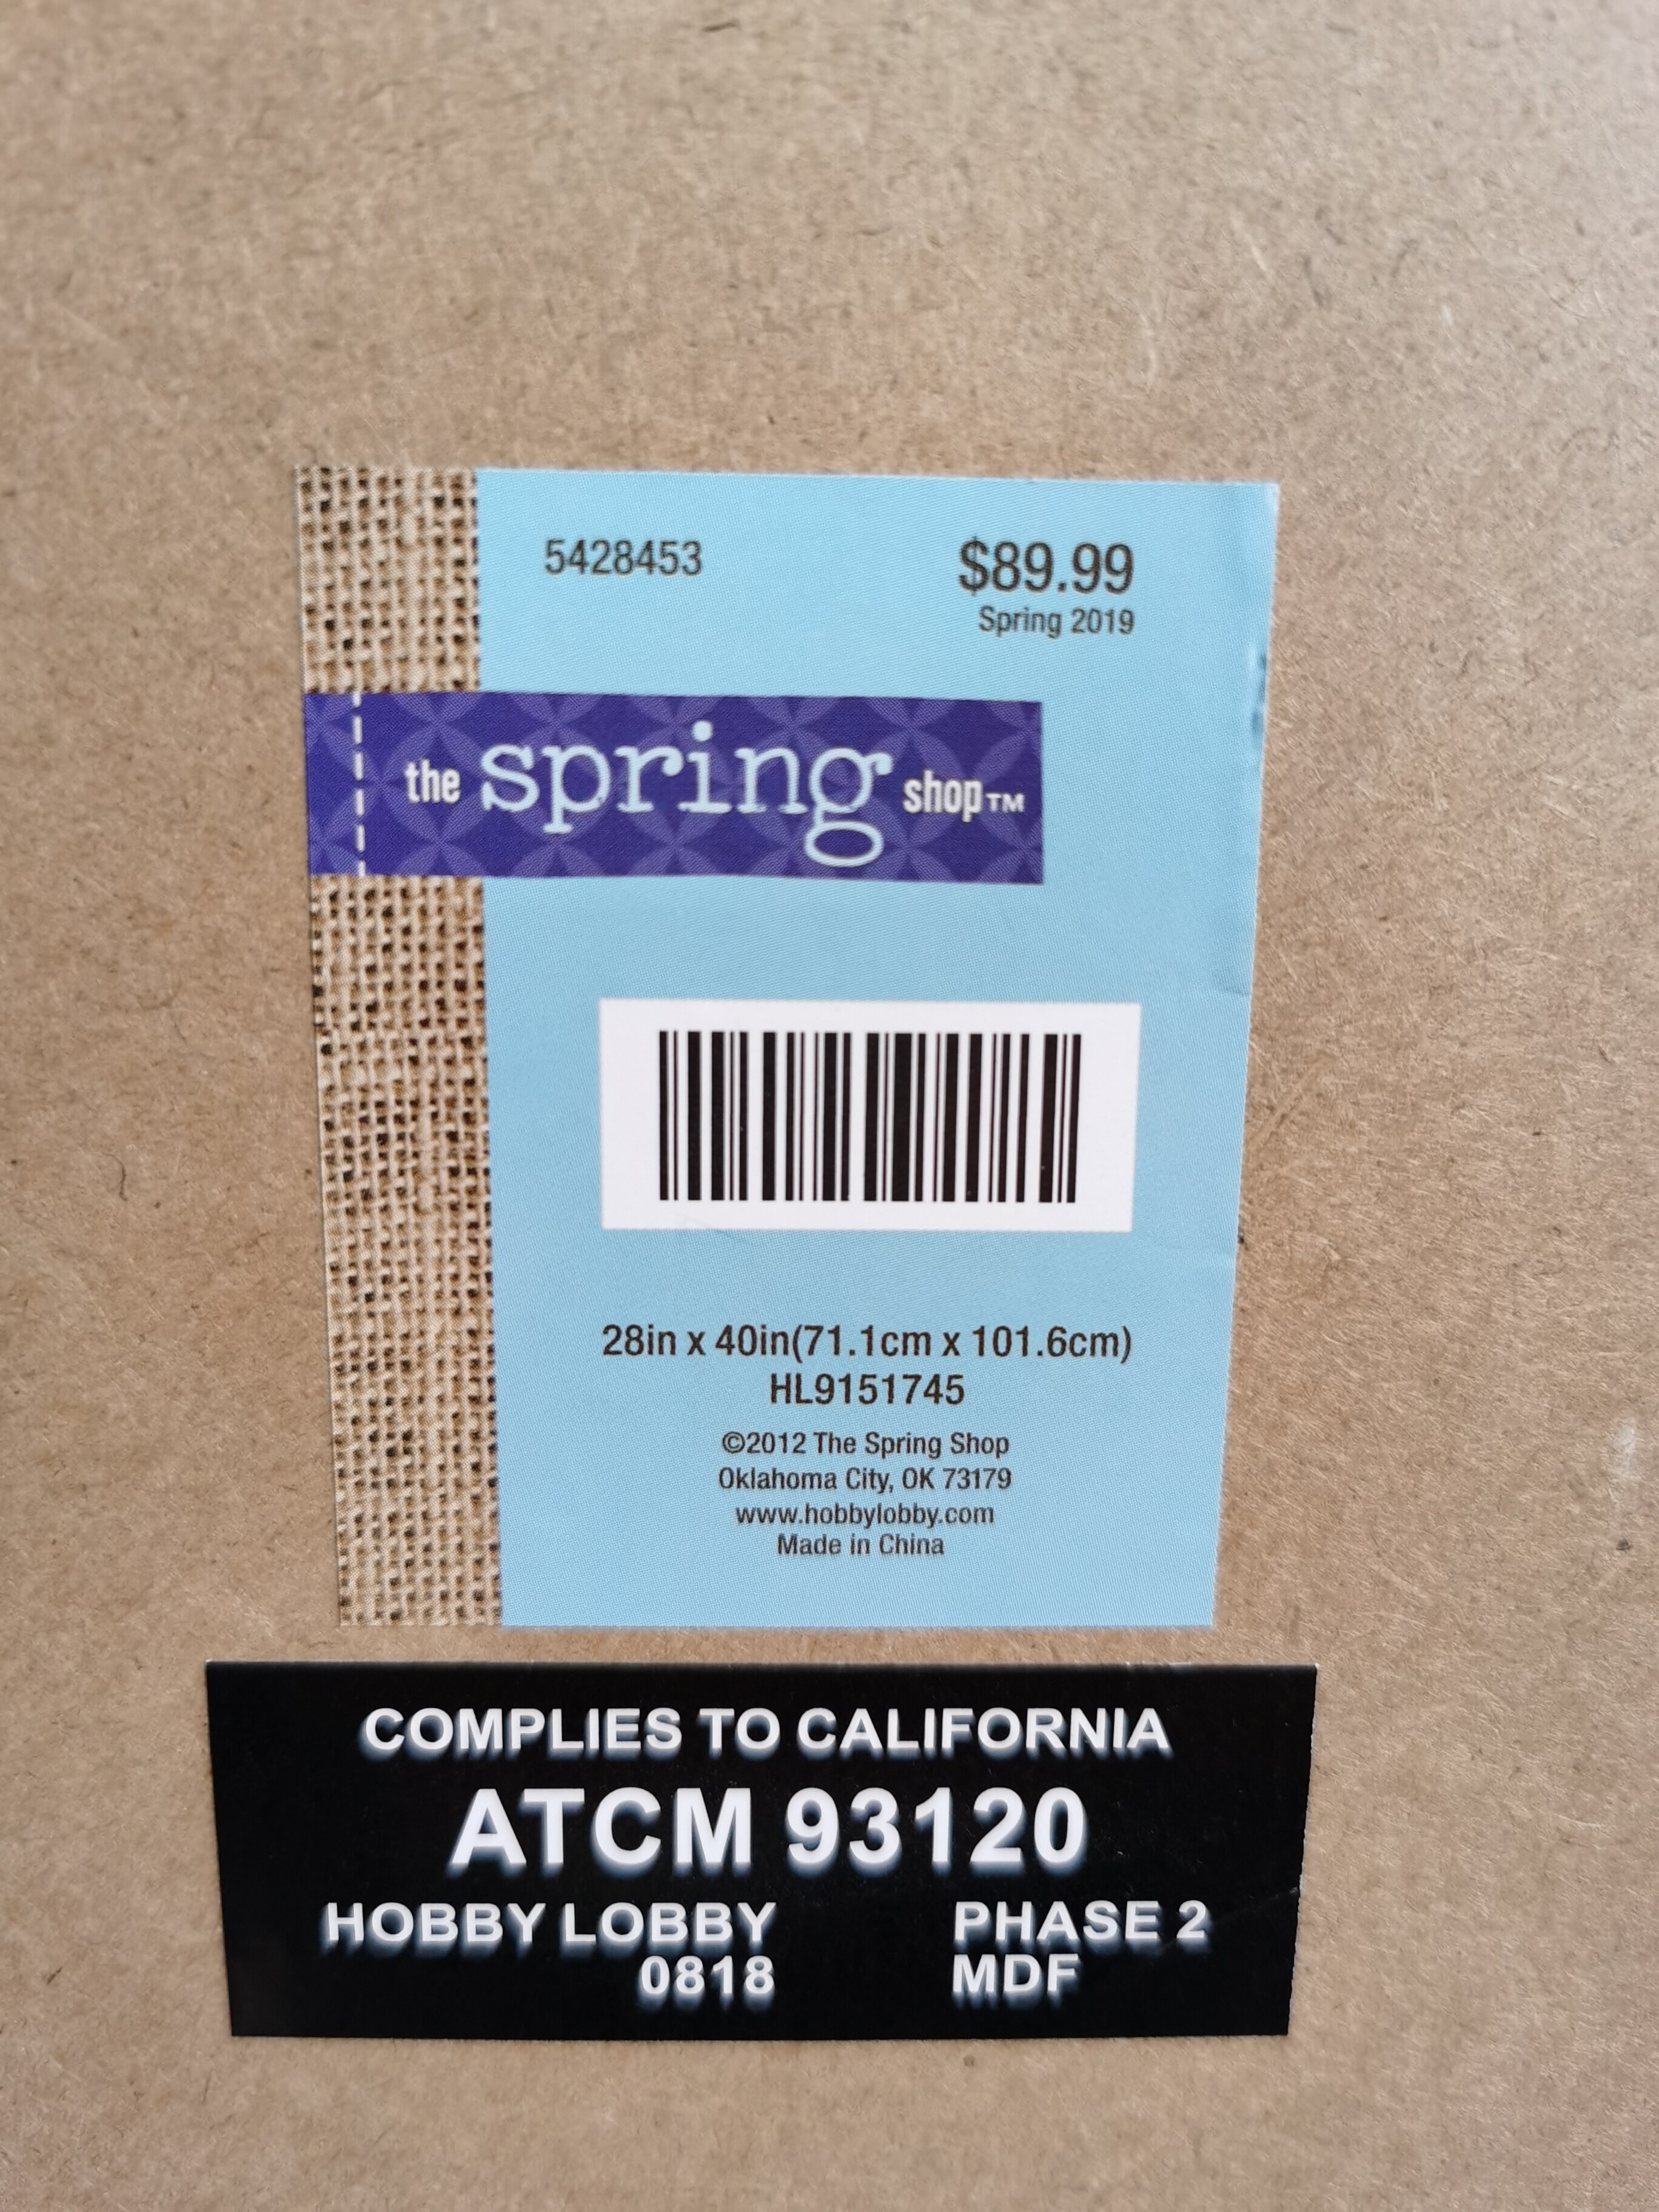 5428453 $89.99
Spring 2019
the spring shop™
28in x 40in(71.1cm x 101.6cm)
HL9151745
©2012 The Spring Shop
Oklahoma City, OK 73179
www.hobbylobby.com
Made in China
COMPLIES TO CALIFORNIA
ATCM 93120
HOBBY LOBBY PHASE 2
0818 MDF